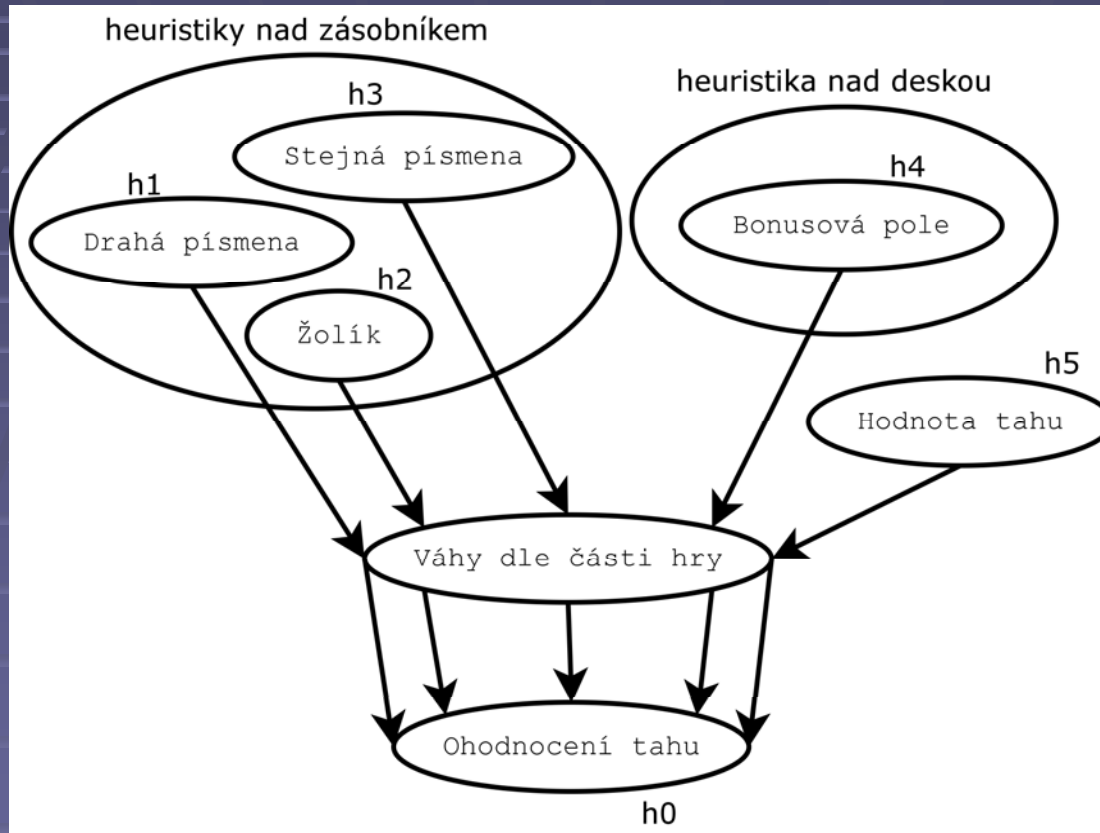 heuristiky nad zásobníkem
heuristika nad deskou
h3
Stejná písmena
h1
Drahá písmena
h2
Žolík
h4
Bonusová pole
h5
Hodnota tahu
Váhy dle části hry
Ohodnocení tahu
h0